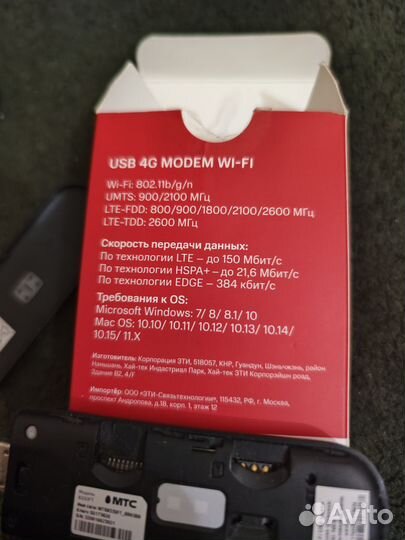 USB 4G MODEM WI-FI
Wi-Fi: 802.11b/g/n
UMTS: 900/2100 МГц
LTE-FDD: 800/900/1800/2100/2600 МГц
LTE-TDD: 2600 МГц
Скорость передачи данных:
По технологии LTE – до 150 Мбит/с
По технологии HSPA+ – до 21,6 Мбит/с
По технологии EDGE – 384 кбит/с
Требования к OS:
Microsoft Windows: 7/ 8/ 8.1/ 10
Mac OS: 10.10/ 10.11/ 10.12/ 10.13/ 10.14/
10.15/ 11.X
Изготовитель: Корпорация ЗТИ, 518057, КНР, Гуандун, Шэньчжэнь, район
Наньшань, Хай-тек Индастриал Парк, Хай-тек ЗТИ Корпорэйшн роад,
Здание В2, 4/F
Импортёр: ООО «ЗТИ-Связьтехнологии», 115432, РФ, г. Москва,
проспект Андропова, д.18, корп. 1, этаж 12
Модель:
МТС
Avito